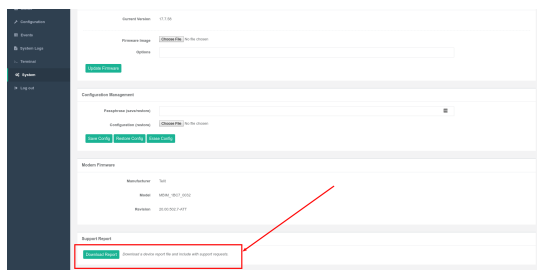 Configuration
Events
System Logs
Terminal
System
Log out
Current Version 17.7.55
Firmware Image Choose File No file chosen
Options
Update Firmware
Configuration Management
Passphrase (save/restore)
Configuration (restore) Choose File No file chosen
Save Config Restore Config Erase Config
Modem Firmware
Manufacturer Telit
Model
Revision
Support Report
Download Report Download a device report file and include with support requests